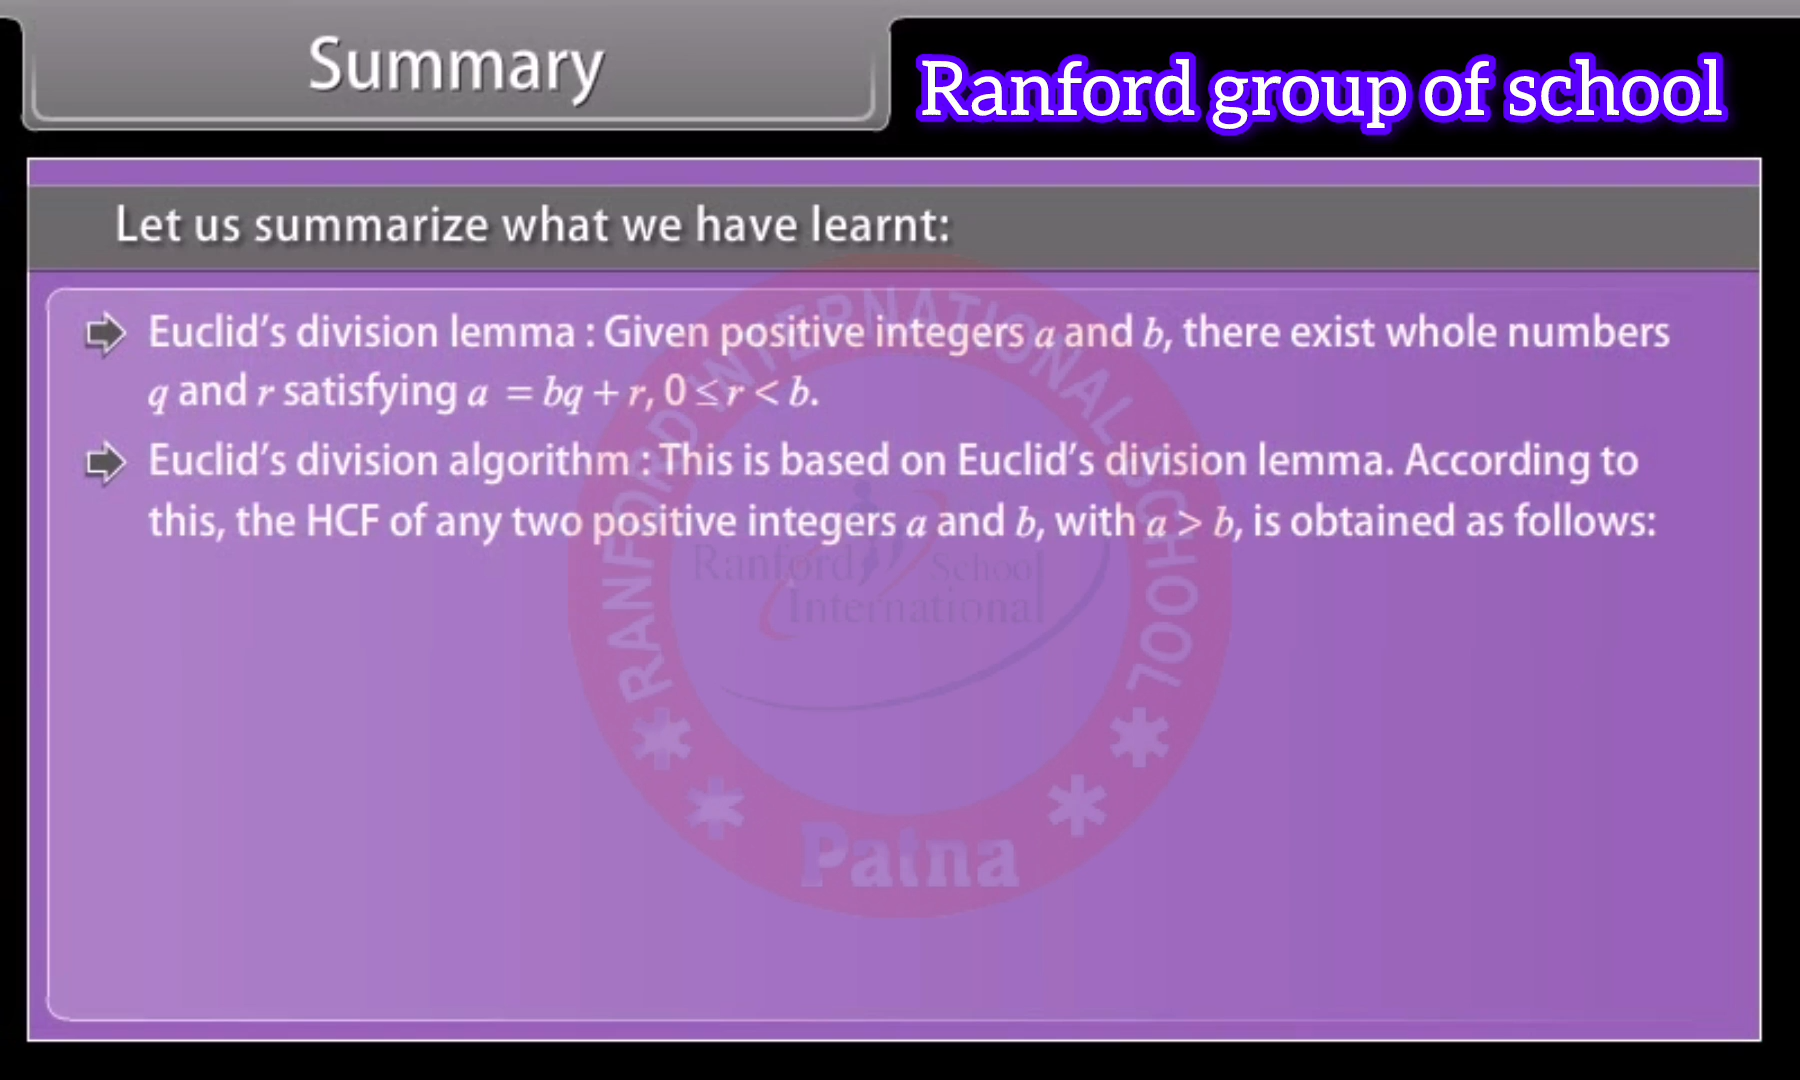 Summary
Ranford group of school
Let us summarize what we have learnt:
Euclid's division lemma : Given positive integers a and b, there exist whole numbers
q and r satisfying a = bq + r, 0 ≤ r < b.
Euclid's division algorithm : This is based on Euclid's division lemma. According to
this, the HCF of any two positive integers a and b, with a > b, is obtained as follows:
RANFORD INTERNATIONAL SCHOOL
Ranford School
International
Patna